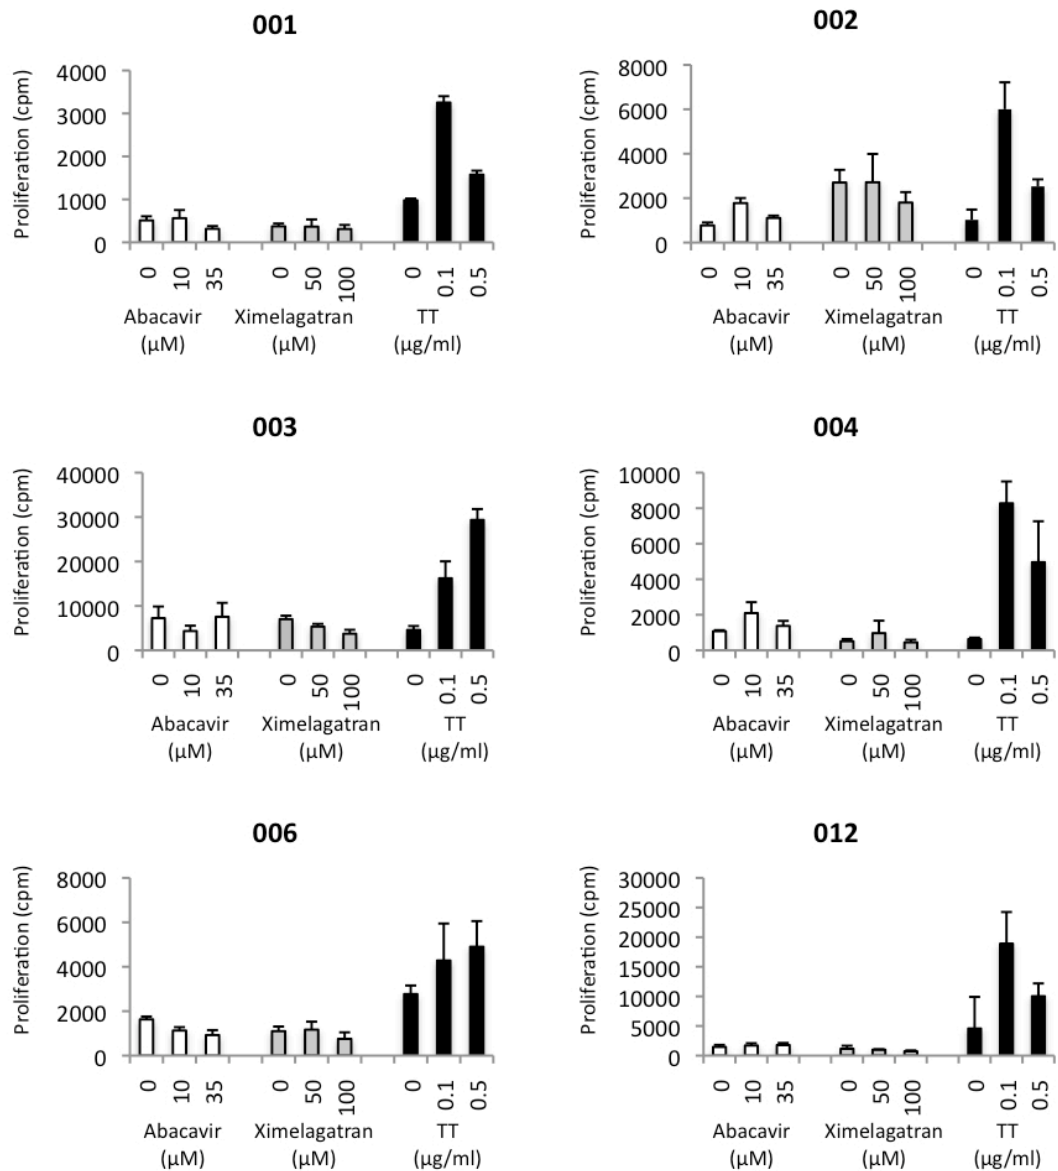 001
Proliferation (cpm)
4000
3000
2000
1000
0
0 10 35 0 50 100 0 0.1 0.5
Abacavir Ximelagatran TT
(µM) (µM) (µg/ml)
002
Proliferation (cpm)
8000
6000
4000
2000
0
0 10 35 0 50 100 0 0.1 0.5
Abacavir Ximelagatran TT
(µM) (µM) (µg/ml)
003
Proliferation (cpm)
40000
30000
20000
10000
0
0 10 35 0 50 100 0 0.1 0.5
Abacavir Ximelagatran TT
(µM) (µM) (µg/ml)
004
Proliferation (cpm)
10000
8000
6000
4000
2000
0
0 10 35 0 50 100 0 0.1 0.5
Abacavir Ximelagatran TT
(µM) (µM) (µg/ml)
006
Proliferation (cpm)
8000
6000
4000
2000
0
0 10 35 0 50 100 0 0.1 0.5
Abacavir Ximelagatran TT
(µM) (µM) (µg/ml)
012
Proliferation (cpm)
30000
25000
20000
15000
10000
5000
0
0 10 35 0 50 100 0 0.1 0.5
Abacavir Ximelagatran TT
(µM) (µM) (µg/ml)